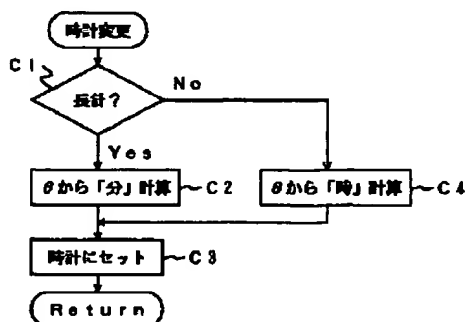 時計変更
C1
長針?
No
Yes
θから「分」計算
C2
θから「時」計算
C4
時計にセット
C3
Return